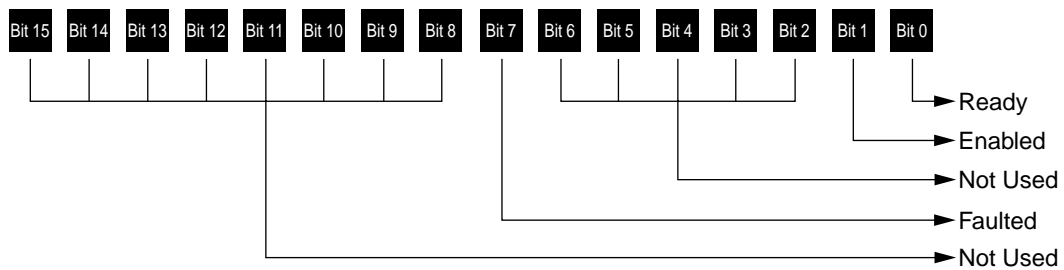 Bit 15 Bit 14 Bit 13 Bit 12 Bit 11 Bit 10 Bit 9 Bit 8 Bit 7 Bit 6 Bit 5 Bit 4 Bit 3 Bit 2 Bit 1 Bit 0
Ready
Enabled
Not Used
Faulted
Not Used